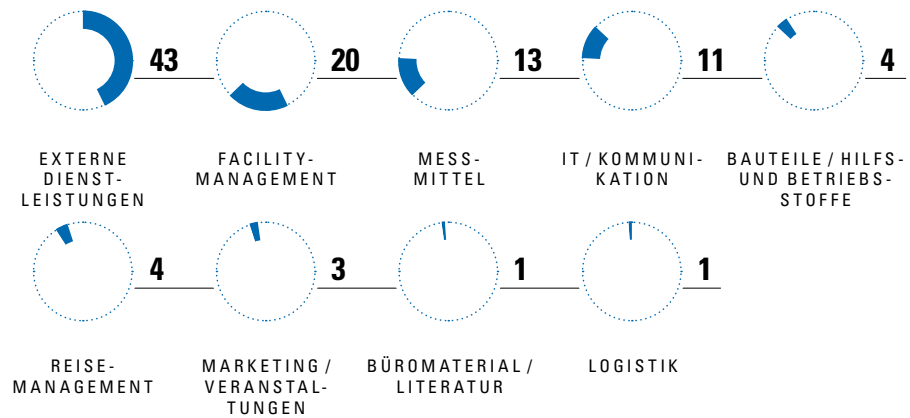 43
20
13
11
4
EXTERNE
DIENST-
LEISTUNGEN
FACILITY-
MANAGEMENT
MESS-
MITTEL
IT / KOMMUNI-
KATION
BAUTEILE / HILFS-
UND BETRIEBS-
STOFFE
4
3
1
1
REISE-
MANAGEMENT
MARKETING /
VERANSTAL-
TUNGEN
BÜROMATERIAL /
LITERATUR
LOGISTIK